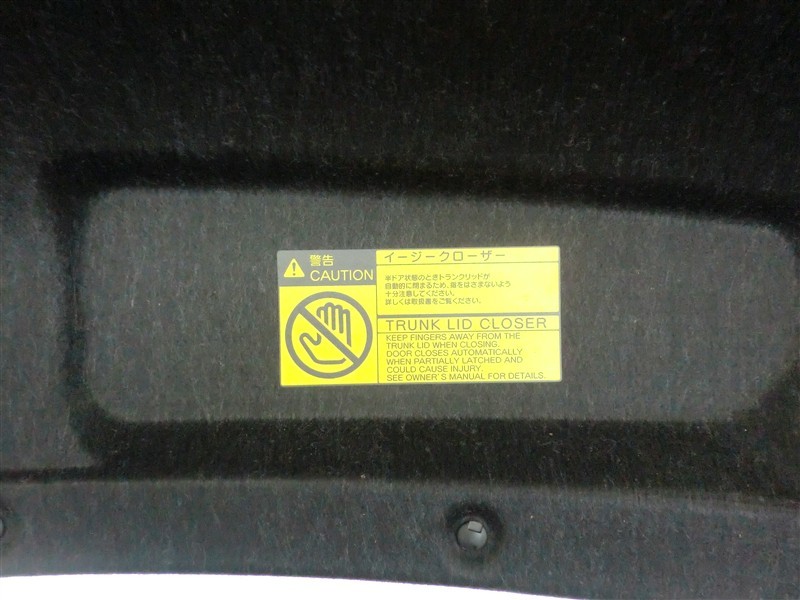 警告
CAUTION
イージークローザー
半ドア状態のときトランクリッドが
自動的に閉まるため、指をはさまないよう
十分注意してください。
詳しくは取扱書をご覧ください。
TRUNK LID CLOSER
KEEP FINGERS AWAY FROM THE
TRUNK LID WHEN CLOSING.
DOOR CLOSES AUTOMATICALLY
WHEN PARTIALLY LATCHED AND
COULD CAUSE INJURY.
SEE OWNER'S MANUAL FOR DETAILS.